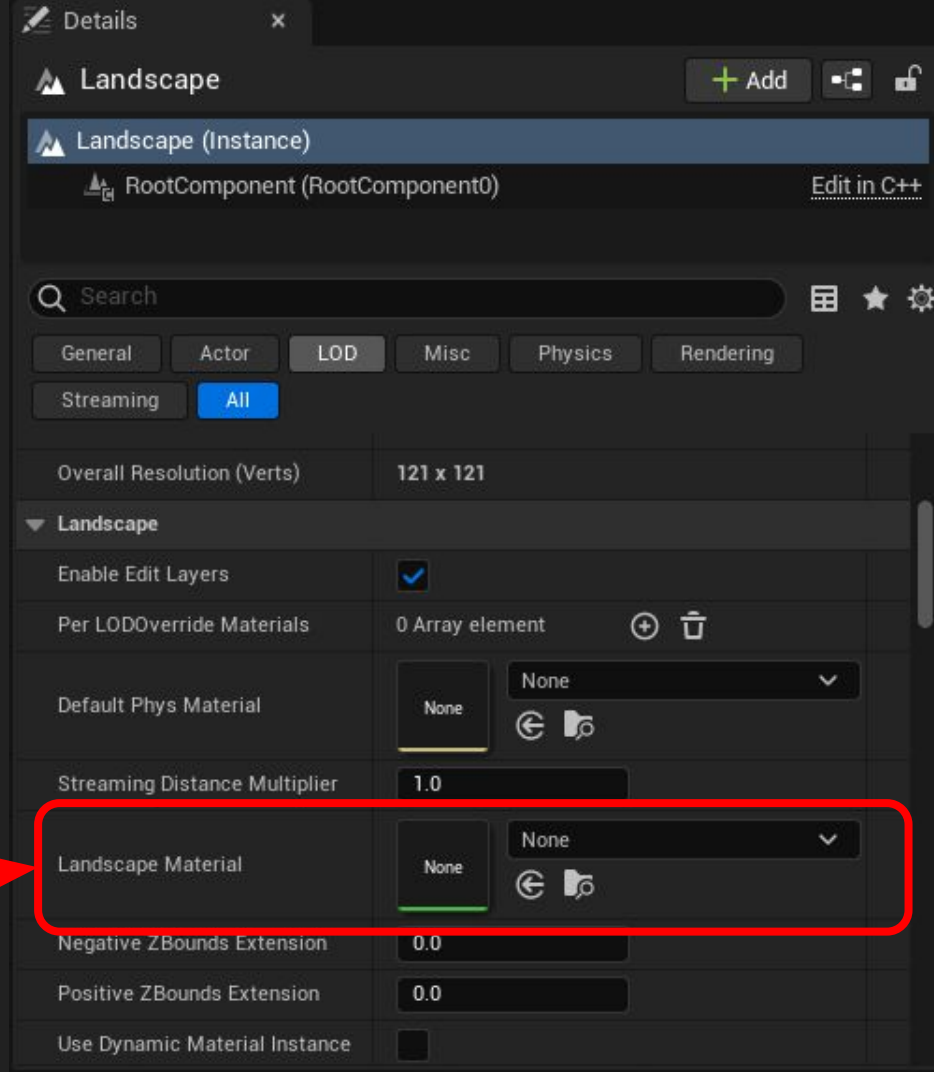 Details
Landscape
+ Add
Landscape (Instance)
RootComponent (RootComponent0) Edit in C++
Search
General Actor LOD Misc Physics Rendering
Streaming All
Overall Resolution (Verts) 121 x 121
Landscape
Enable Edit Layers
Per LODOverride Materials 0 Array element
Default Phys Material None None
Streaming Distance Multiplier 1.0
Landscape Material None None
Negative ZBounds Extension 0.0
Positive ZBounds Extension 0.0
Use Dynamic Material Instance